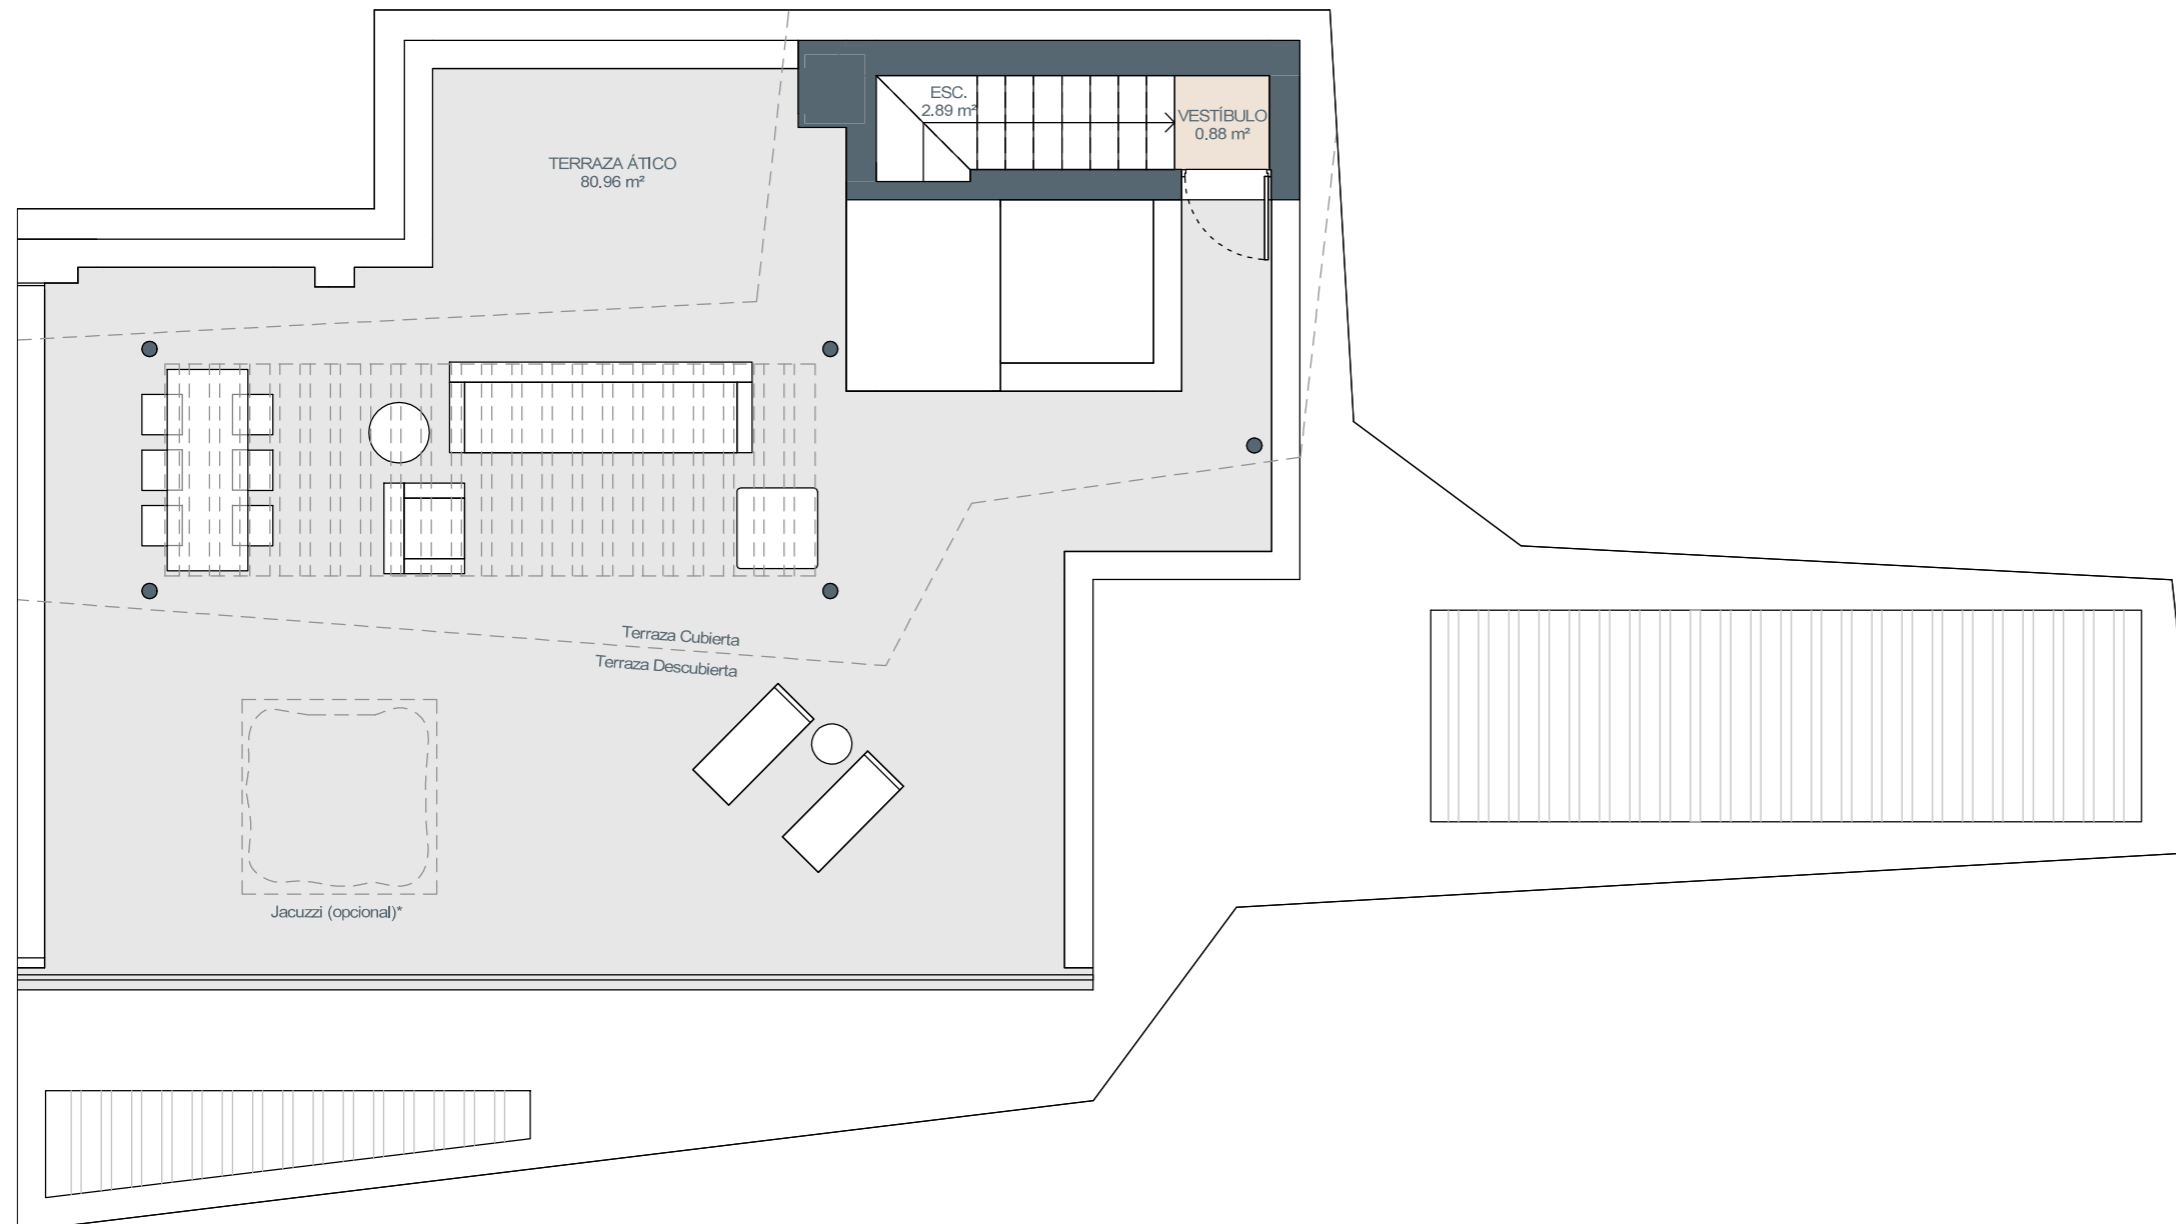 ESC.
2.89 m²
VESTÍBULO
0.88 m²
TERRAZA ÁTICO
80.96 m²
Terraza Cubierta
Terraza Descubierta
Jacuzzi (opcional)*